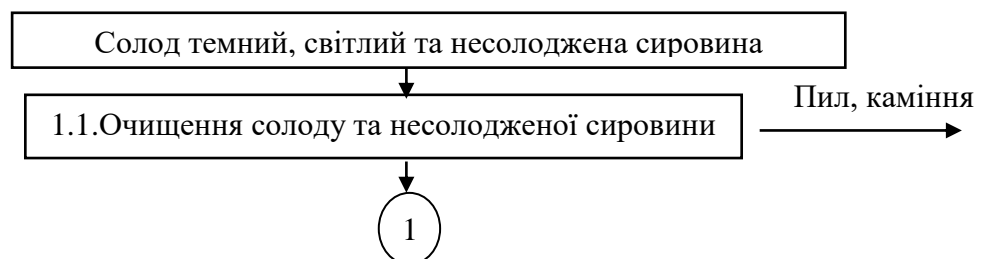 Солод темний, світлий та несолоджена сировина
Пил, каміння
1.1.Очищення солоду та несолодженої сировини
1